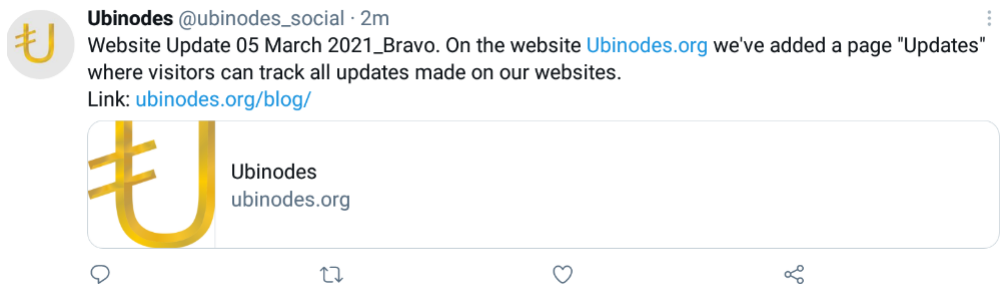 Ubinodes @ubinodes_social · 2m
Website Update 05 March 2021_Bravo. On the website Ubinodes.org we've added a page "Updates"
where visitors can track all updates made on our websites.
Link: ubinodes.org/blog/
Ubinodes
ubinodes.org